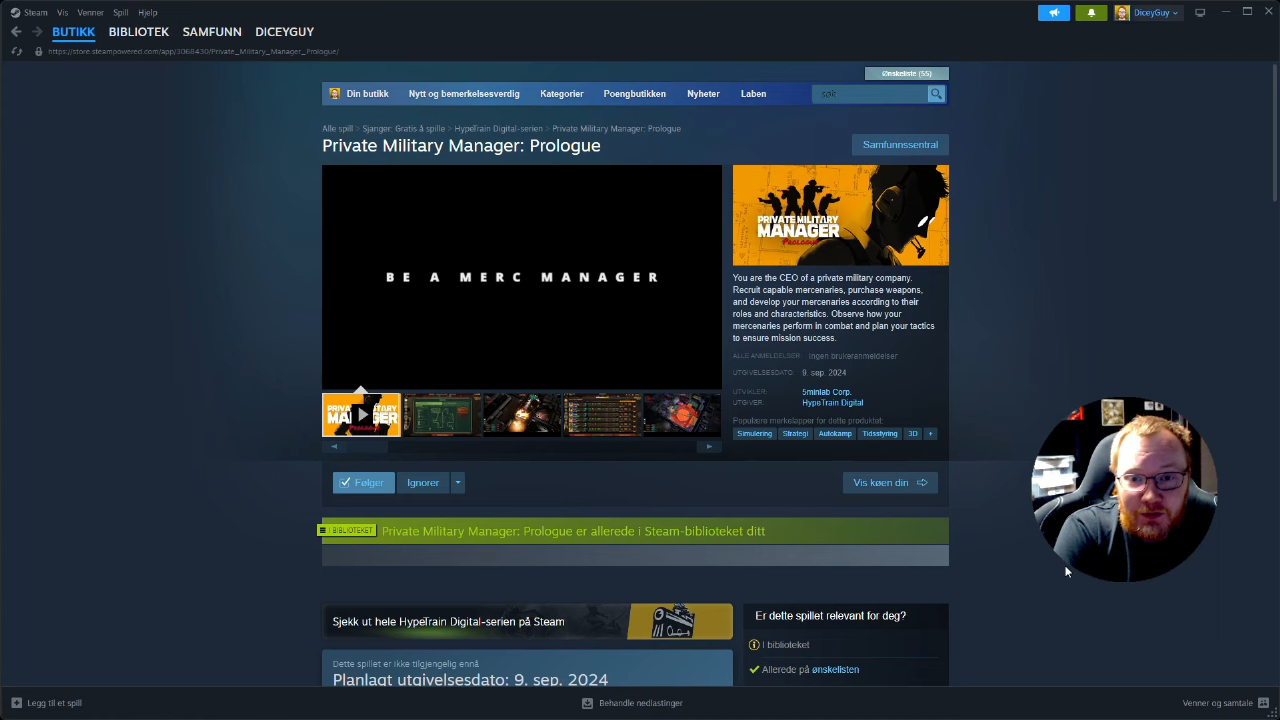 Steam Vis Venner Spill Hjelp
DiceyGuy
BUTIKK BIBLIOTEK SAMFUNN DICEYGUY
https://store.steampowered.com/app/3068430/Private_Military_Manager_Prologue/
Ønskeliste (55)
Din butikk Nytt og bemerkelsesverdig Kategorier Poengbutikken Nyheter Laben søk
Alle spill > Sjanger: Gratis å spille > HypeTrain Digital-serien > Private Military Manager: Prologue
Private Military Manager: Prologue
Samfunnssentral
BE A MERC MANAGER
PRIVATE MILITARY
MANAGER
PROLOGUE
You are the CEO of a private military company.
Recruit capable mercenaries, purchase weapons,
and develop your mercenaries according to their
roles and characteristics. Observe how your
mercenaries perform in combat and plan your tactics
to ensure mission success.
ALLE ANMELDELSER: Ingen brukeranmeldelser
UTGIVELSESDATO: 9. sep. 2024
UTVIKLER: 5minlab Corp.
UTGIVER: HypeTrain Digital
Populære merkelapper for dette produktet:
Simulering Strategi Autokamp Tidsstyring 3D +
PRIVATE MILITARY
MANAGER
PROLOGUE
Følger Ignorer Vis køen din
I BIBLIOTEKET Private Military Manager: Prologue er allerede i Steam-biblioteket ditt
Sjekk ut hele HypeTrain Digital-serien på Steam
Er dette spillet relevant for deg?
I biblioteket
Allerede på ønskelisten
Dette spillet er ikke tilgjengelig ennå
Planlagt utgivelsesdato: 9. sep. 2024
Legg til et spill Behandle nedlastinger Venner og samtale